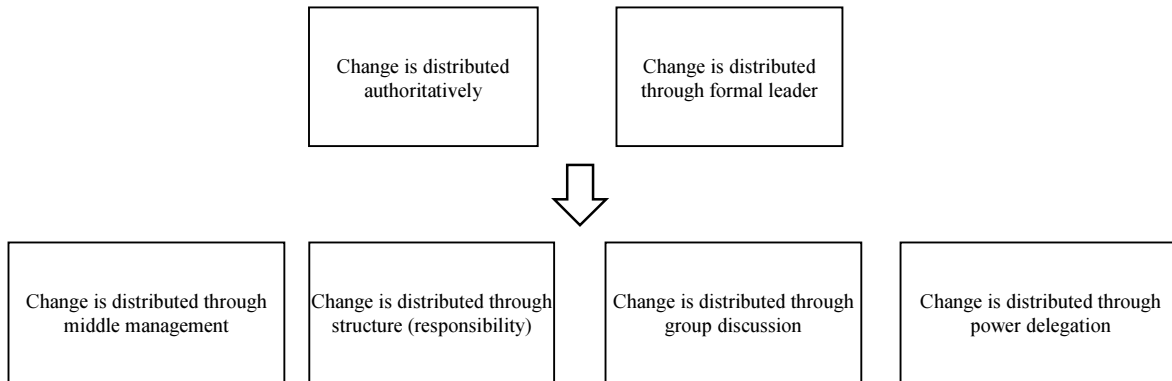 Change is distributed
authoritatively
Change is distributed
through formal leader
Change is distributed through
middle management
Change is distributed through
structure (responsibility)
Change is distributed through
group discussion
Change is distributed through
power delegation